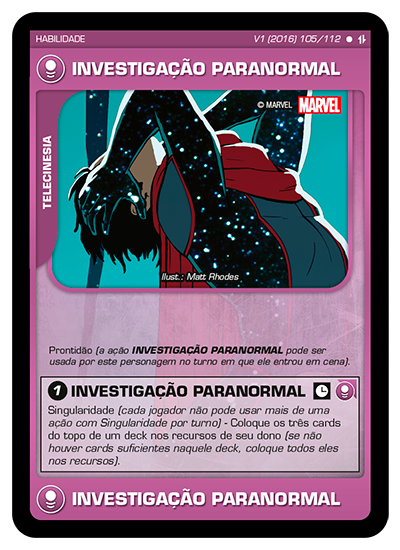 HABILIDADE
V1 (2016) 105/112
INVESTIGAÇÃO PARANORMAL
© MARVEL MARVEL
TELECINESIA
Ilust.: Matt Rhodes
Prontidão (a ação INVESTIGAÇÃO PARANORMAL pode ser
usada por este personagem no turno em que ele entrou em cena).
1 INVESTIGAÇÃO PARANORMAL
Singularidade (cada jogador não pode usar mais de uma
ação com Singularidade por turno) - Coloque os três cards
do topo de um deck nos recursos de seu dono (se não
houver cards suficientes naquele deck, coloque todos eles
nos recursos).
INVESTIGAÇÃO PARANORMAL